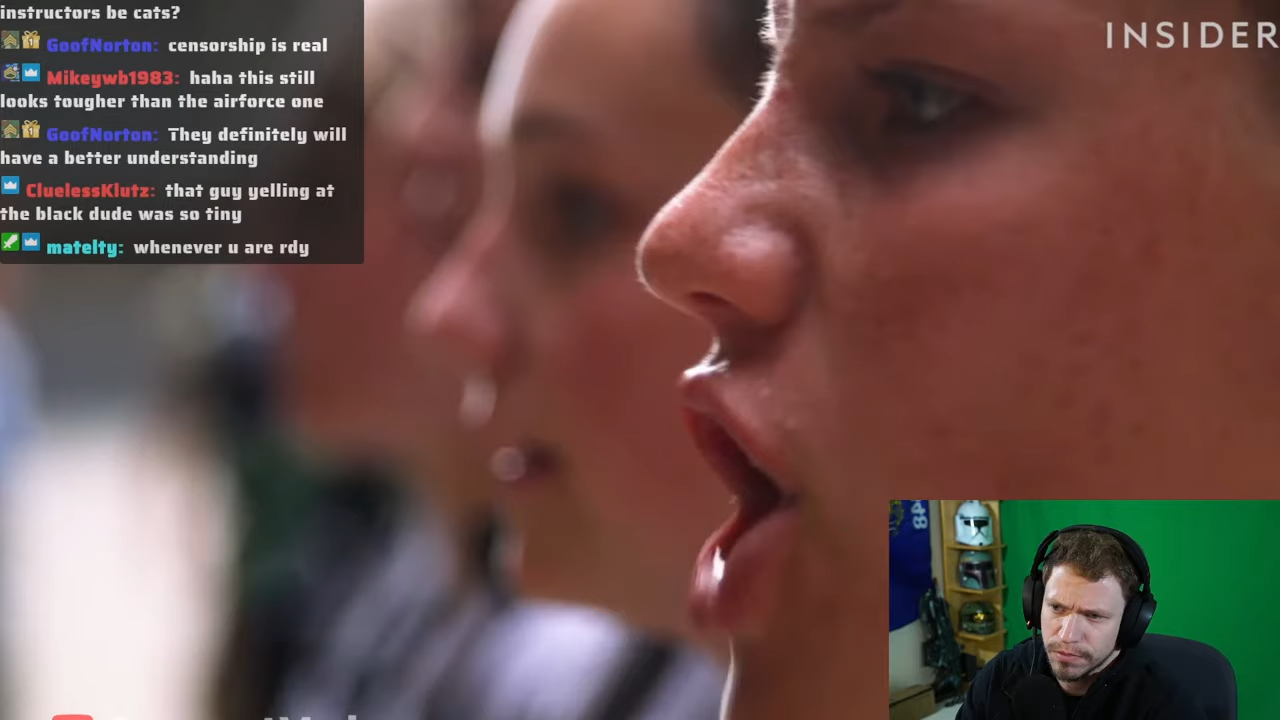 instructors be cats?
INSIDER
GoofNorton: censorship is real
Mikeywb1983: haha this still
looks tougher than the airforce one
GoofNorton: They definitely will
have a better understanding
CluelessKlutz: that guy yelling at
the black dude was so tiny
matelty: whenever u are rdy
48